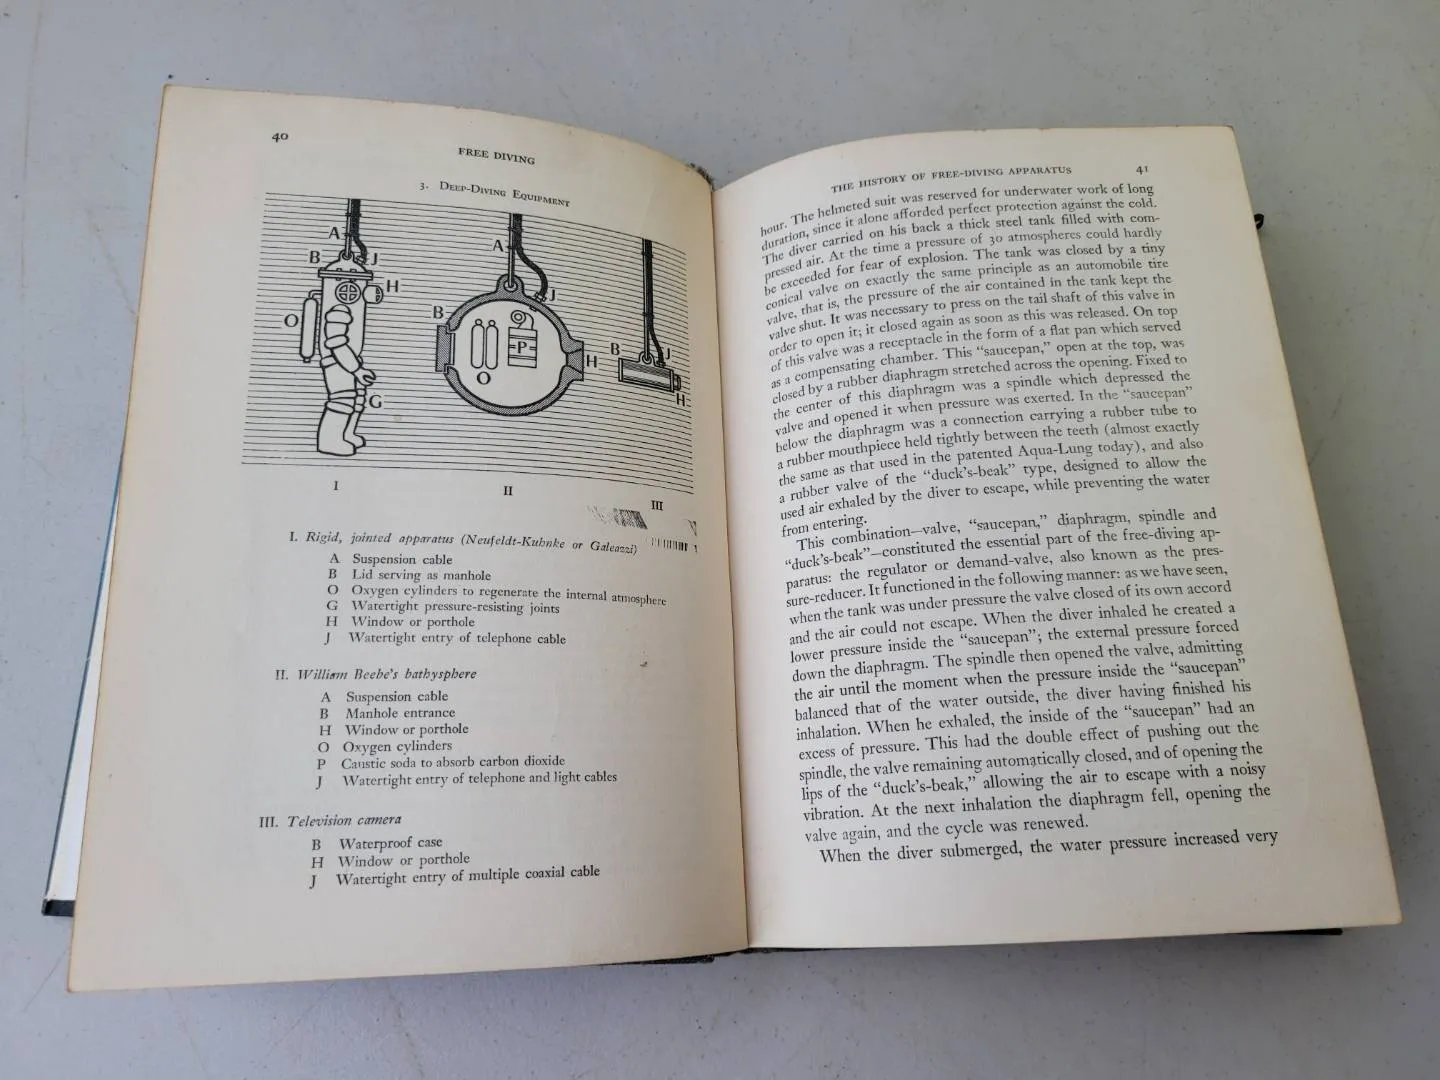 40
FREE DIVING
3. DEEP-DIVING EQUIPMENT
A
B
J
H
O
G
A
J
B
P
O
H
B
J
H
I
II
III
I. Rigid, jointed apparatus (Neufeldt-Kuhnke or Galeazzi)
A Suspension cable
B Lid serving as manhole
O Oxygen cylinders to regenerate the internal atmosphere
G Watertight pressure-resisting joints
H Window or porthole
J Watertight entry of telephone cable
II. William Beebe's bathysphere
A Suspension cable
B Manhole entrance
H Window or porthole
O Oxygen cylinders
P Caustic soda to absorb carbon dioxide
J Watertight entry of telephone and light cables
III. Television camera
B Waterproof case
H Window or porthole
J Watertight entry of multiple coaxial cable
THE HISTORY OF FREE-DIVING APPARATUS 41
hour. The helmeted suit was reserved for underwater work of long
duration, since it alone afforded perfect protection against the cold.
The diver carried on his back a thick steel tank filled with com-
pressed air. At the time a pressure of 30 atmospheres could hardly
be exceeded for fear of explosion. The tank was closed by a tiny
conical valve on exactly the same principle as an automobile tire
valve, that is, the pressure of the air contained in the tank kept the
valve shut. It was necessary to press on the tail shaft of this valve in
order to open it; it closed again as soon as this was released. On top
of this valve was a receptacle in the form of a flat pan which served
as a compensating chamber. This "saucepan," open at the top, was
closed by a rubber diaphragm stretched across the opening. Fixed to
the center of this diaphragm was a spindle which depressed the
valve and opened it when pressure was exerted. In the "saucepan"
below the diaphragm was a connection carrying a rubber tube to
a rubber mouthpiece held tightly between the teeth (almost exactly
the same as that used in the patented Aqua-Lung today), and also
a rubber valve of the "duck's-beak" type, designed to allow the
used air exhaled by the diver to escape, while preventing the water
from entering.
This combination—valve, "saucepan," diaphragm, spindle and
"duck's-beak"—constituted the essential part of the free-diving ap-
paratus: the regulator or demand-valve, also known as the pres-
sure-reducer. It functioned in the following manner: as we have seen,
when the tank was under pressure the valve closed of its own accord
and the air could not escape. When the diver inhaled he created a
lower pressure inside the "saucepan"; the external pressure forced
down the diaphragm. The spindle then opened the valve, admitting
the air until the moment when the pressure inside the "saucepan"
balanced that of the water outside, the diver having finished his
inhalation. When he exhaled, the inside of the "saucepan" had an
excess of pressure. This had the double effect of pushing out the
spindle, the valve remaining automatically closed, and of opening the
lips of the "duck's-beak," allowing the air to escape with a noisy
vibration. At the next inhalation the diaphragm fell, opening the
valve again, and the cycle was renewed.
When the diver submerged, the water pressure increased very